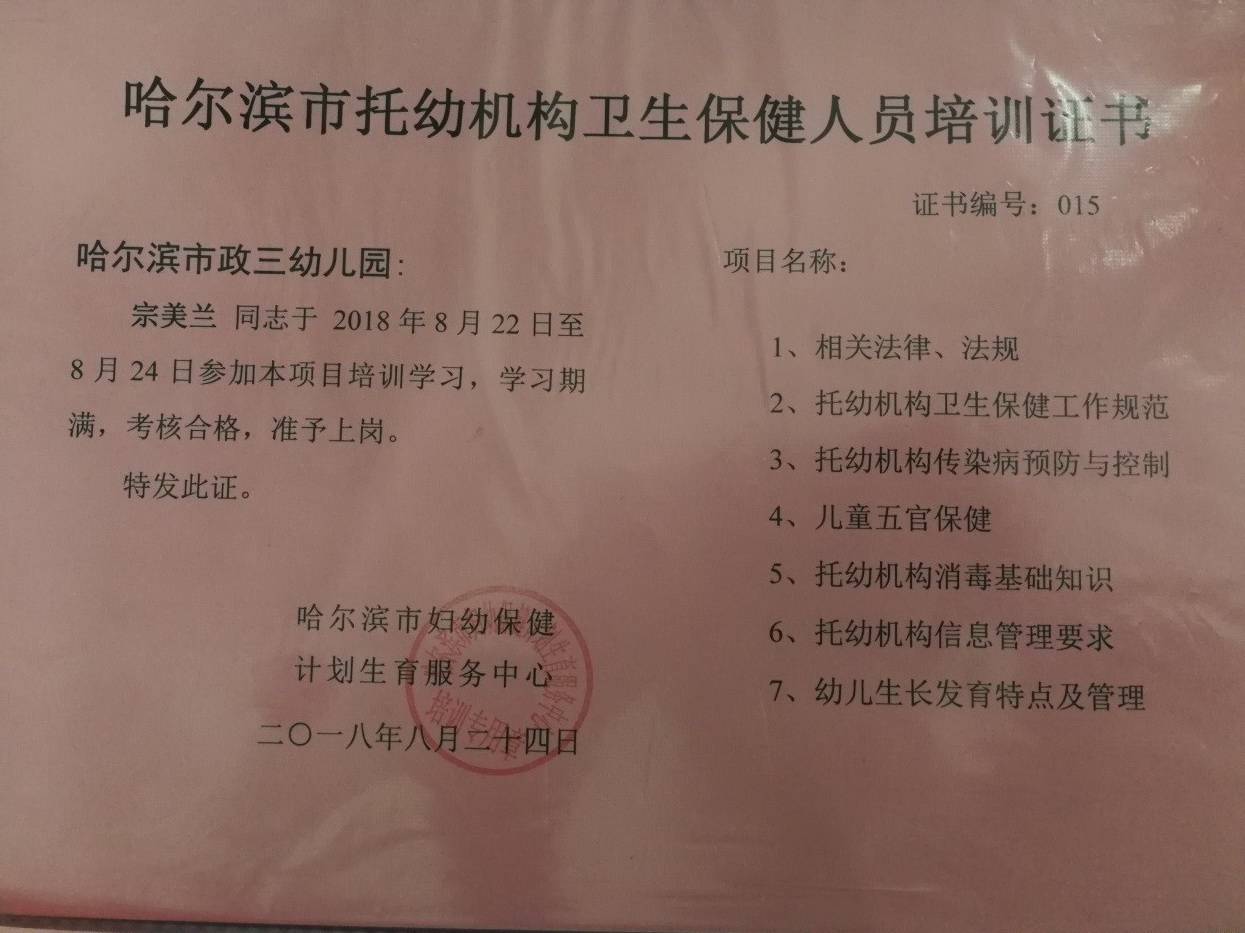 哈尔滨市托幼机构卫生保健人员培训证书
证书编号：015
哈尔滨市政三幼儿园：
宗美兰 同志于 2018 年 8 月 22 日至
8 月 24 日参加本项目培训学习，学习期
满，考核合格，准予上岗。
特发此证。
哈尔滨市妇幼保健
计划生育服务中心
二〇一八年八月二十四日
培训专用章
项目名称：
1、相关法律、法规
2、托幼机构卫生保健工作规范
3、托幼机构传染病预防与控制
4、儿童五官保健
5、托幼机构消毒基础知识
6、托幼机构信息管理要求
7、幼儿生长发育特点及管理